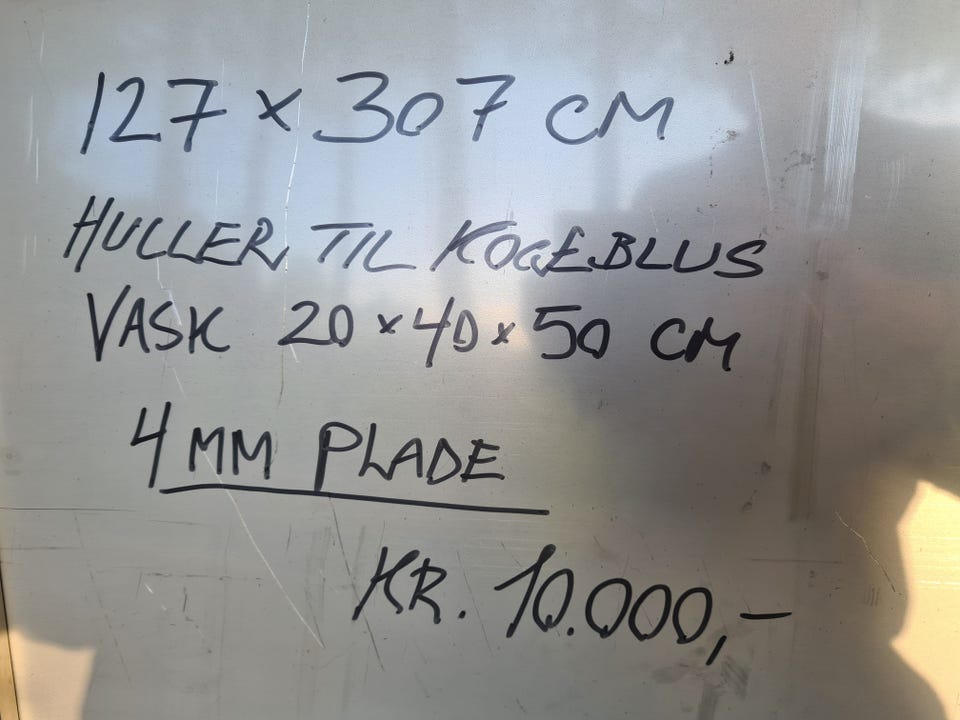 127 x 307 CM
HULLER TIL KOGEBLUS
VASK 20 x 40 x 50 CM
4 MM PLADE
KR. 10.000,-